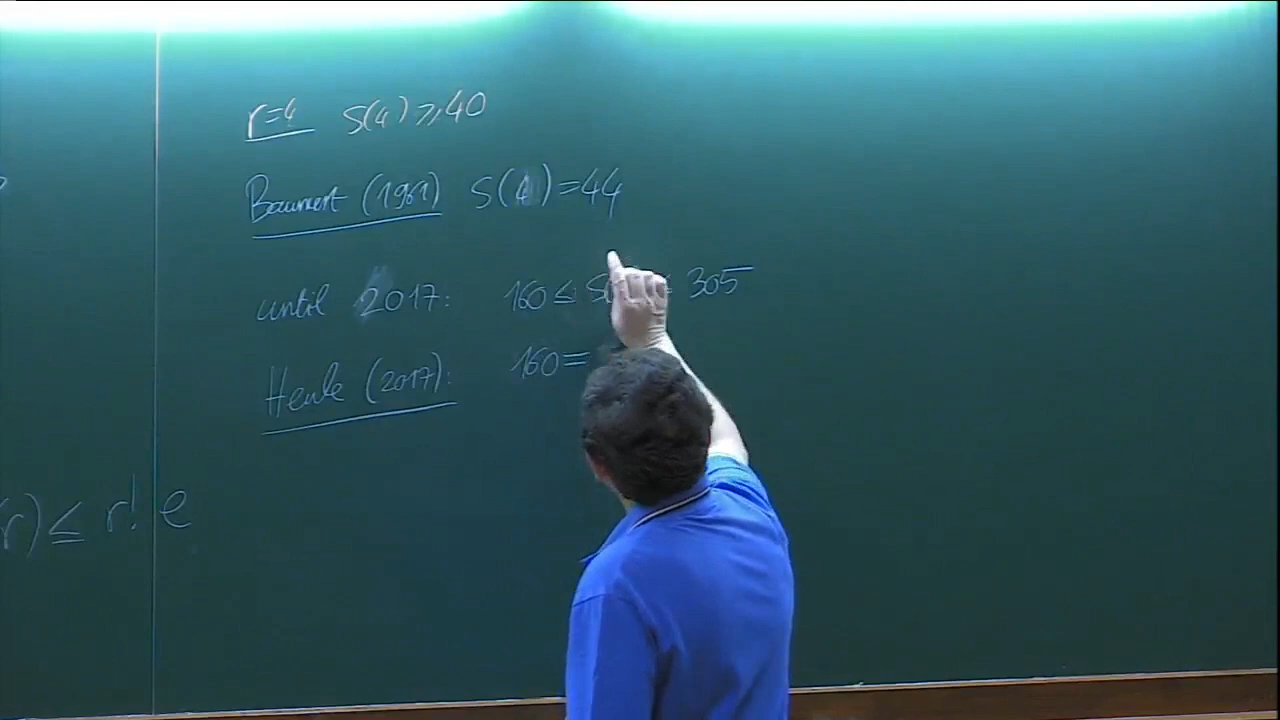 r=4 S(4) ⩾ 40
Baumert (1961) S(4) = 44
until 2017: 160 ≤ S( 305
Heule (2017): 160 =
r) ≤ r! e